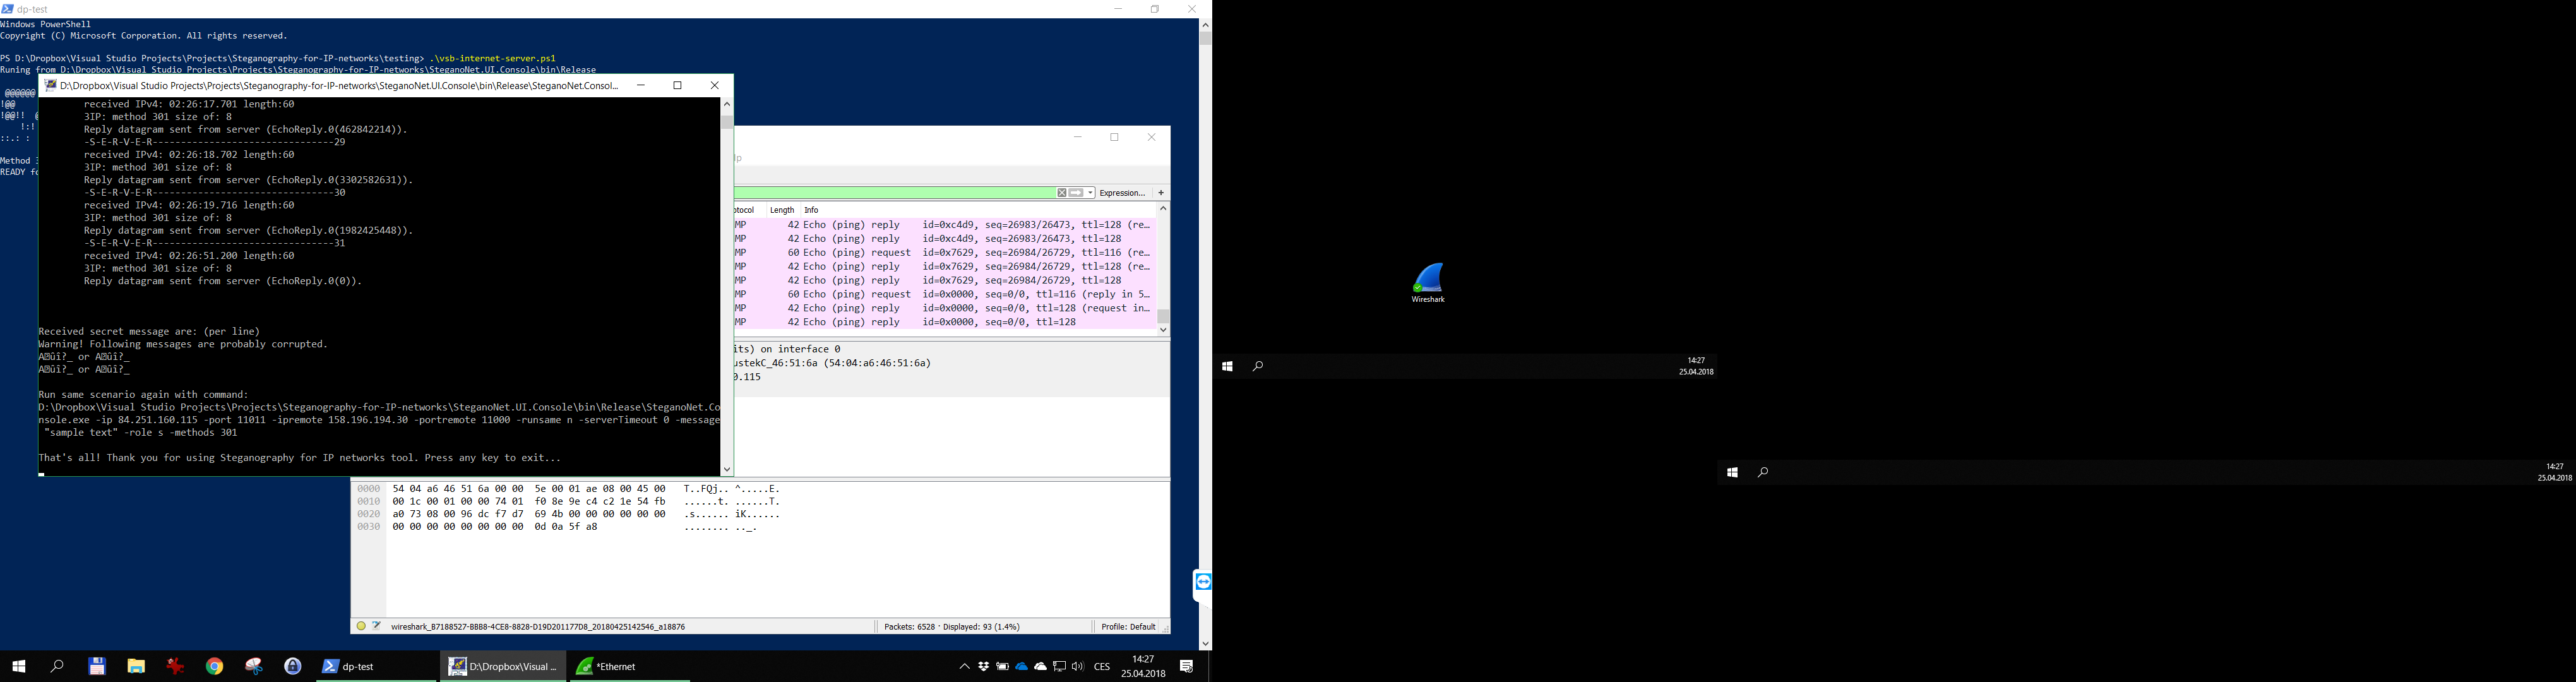 dp-test
Windows PowerShell
Copyright (C) Microsoft Corporation. All rights reserved.
PS D:\Dropbox\Visual Studio Projects\Projects\Steganography-for-IP-networks\testing> .\vsb-internet-server.ps1
Runing from D:\Dropbox\Visual Studio Projects\Projects\Steganography-for-IP-networks\SteganoNet.UI.Console\bin\Release
@@@@@@
!@@
!@@!!
!:!
::.: :
Method 3
READY fo
D:\Dropbox\Visual Studio Projects\Projects\Steganography-for-IP-networks\SteganoNet.UI.Console\bin\Release\SteganoNet.Consol...
received IPv4: 02:26:17.701 length:60
3IP: method 301 size of: 8
Reply datagram sent from server (EchoReply.0(462842214)).
-S-E-R-V-E-R--------------------------------29
received IPv4: 02:26:18.702 length:60
3IP: method 301 size of: 8
Reply datagram sent from server (EchoReply.0(3302582631)).
-S-E-R-V-E-R--------------------------------30
received IPv4: 02:26:19.716 length:60
3IP: method 301 size of: 8
Reply datagram sent from server (EchoReply.0(1982425448)).
-S-E-R-V-E-R--------------------------------31
received IPv4: 02:26:51.200 length:60
3IP: method 301 size of: 8
Reply datagram sent from server (EchoReply.0(0)).
Received secret message are: (per line)
Warning! Following messages are probably corrupted.
Run same scenario again with command:
D:\Dropbox\Visual Studio Projects\Projects\Steganography-for-IP-networks\SteganoNet.UI.Console\bin\Release\SteganoNet.Co
nsole.exe -ip 84.251.160.115 -port 11011 -ipremote 158.196.194.30 -portremote 11000 -runsame n -serverTimeout 0 -message
"sample text" -role s -methods 301
That's all! Thank you for using Steganography for IP networks tool. Press any key to exit...
lp
Expression... +
otocol Length Info
MP 42 Echo (ping) reply id=0xc4d9, seq=26983/26473, ttl=128 (re...
MP 42 Echo (ping) reply id=0xc4d9, seq=26983/26473, ttl=128
MP 60 Echo (ping) request id=0x7629, seq=26984/26729, ttl=116 (re...
MP 42 Echo (ping) reply id=0x7629, seq=26984/26729, ttl=128 (re...
MP 42 Echo (ping) reply id=0x7629, seq=26984/26729, ttl=128
MP 60 Echo (ping) request id=0x0000, seq=0/0, ttl=116 (reply in 5...
MP 42 Echo (ping) reply id=0x0000, seq=0/0, ttl=128 (request in...
MP 42 Echo (ping) reply id=0x0000, seq=0/0, ttl=128
its) on interface 0
ustekC_46:51:6a (54:04:a6:46:51:6a)
0.115
0000 54 04 a6 46 51 6a 00 00 5e 00 01 ae 08 00 45 00 T..FQj.. ^.....E.
0010 00 1c 00 01 00 00 74 01 f0 8e 9e c4 c2 1e 54 fb ......t. ......T.
0020 a0 73 08 00 96 dc f7 d7 69 4b 00 00 00 00 00 00 .s...... iK......
0030 00 00 00 00 00 00 00 00 0d 0a 5f a8 ........ .._.
wireshark_B7188527-BBB8-4CE8-8828-D19D201177D8_20180425142546_a18876
Packets: 6528 · Displayed: 93 (1.4%)
Profile: Default
dp-test
D:\Dropbox\Visual ...
*Ethernet
CES
14:27
25.04.2018
Wireshark
14:27
25.04.2018
14:27
25.04.2018